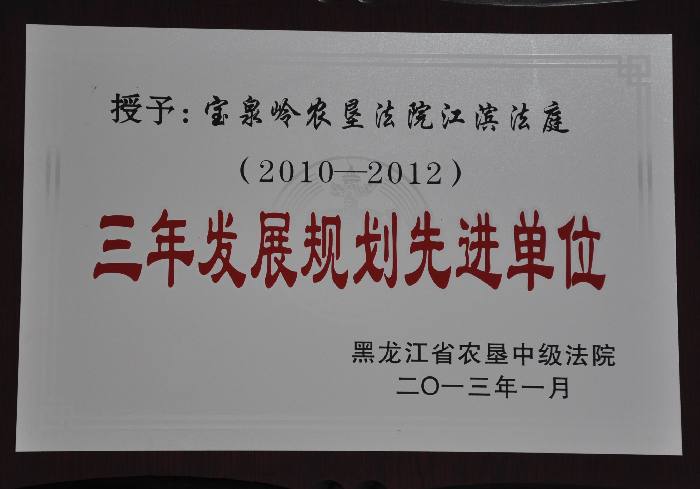 授予：宝泉岭农垦法院江滨法庭
（2010—2012）
三年发展规划先进单位
黑龙江省农垦中级法院
二〇一三年一月